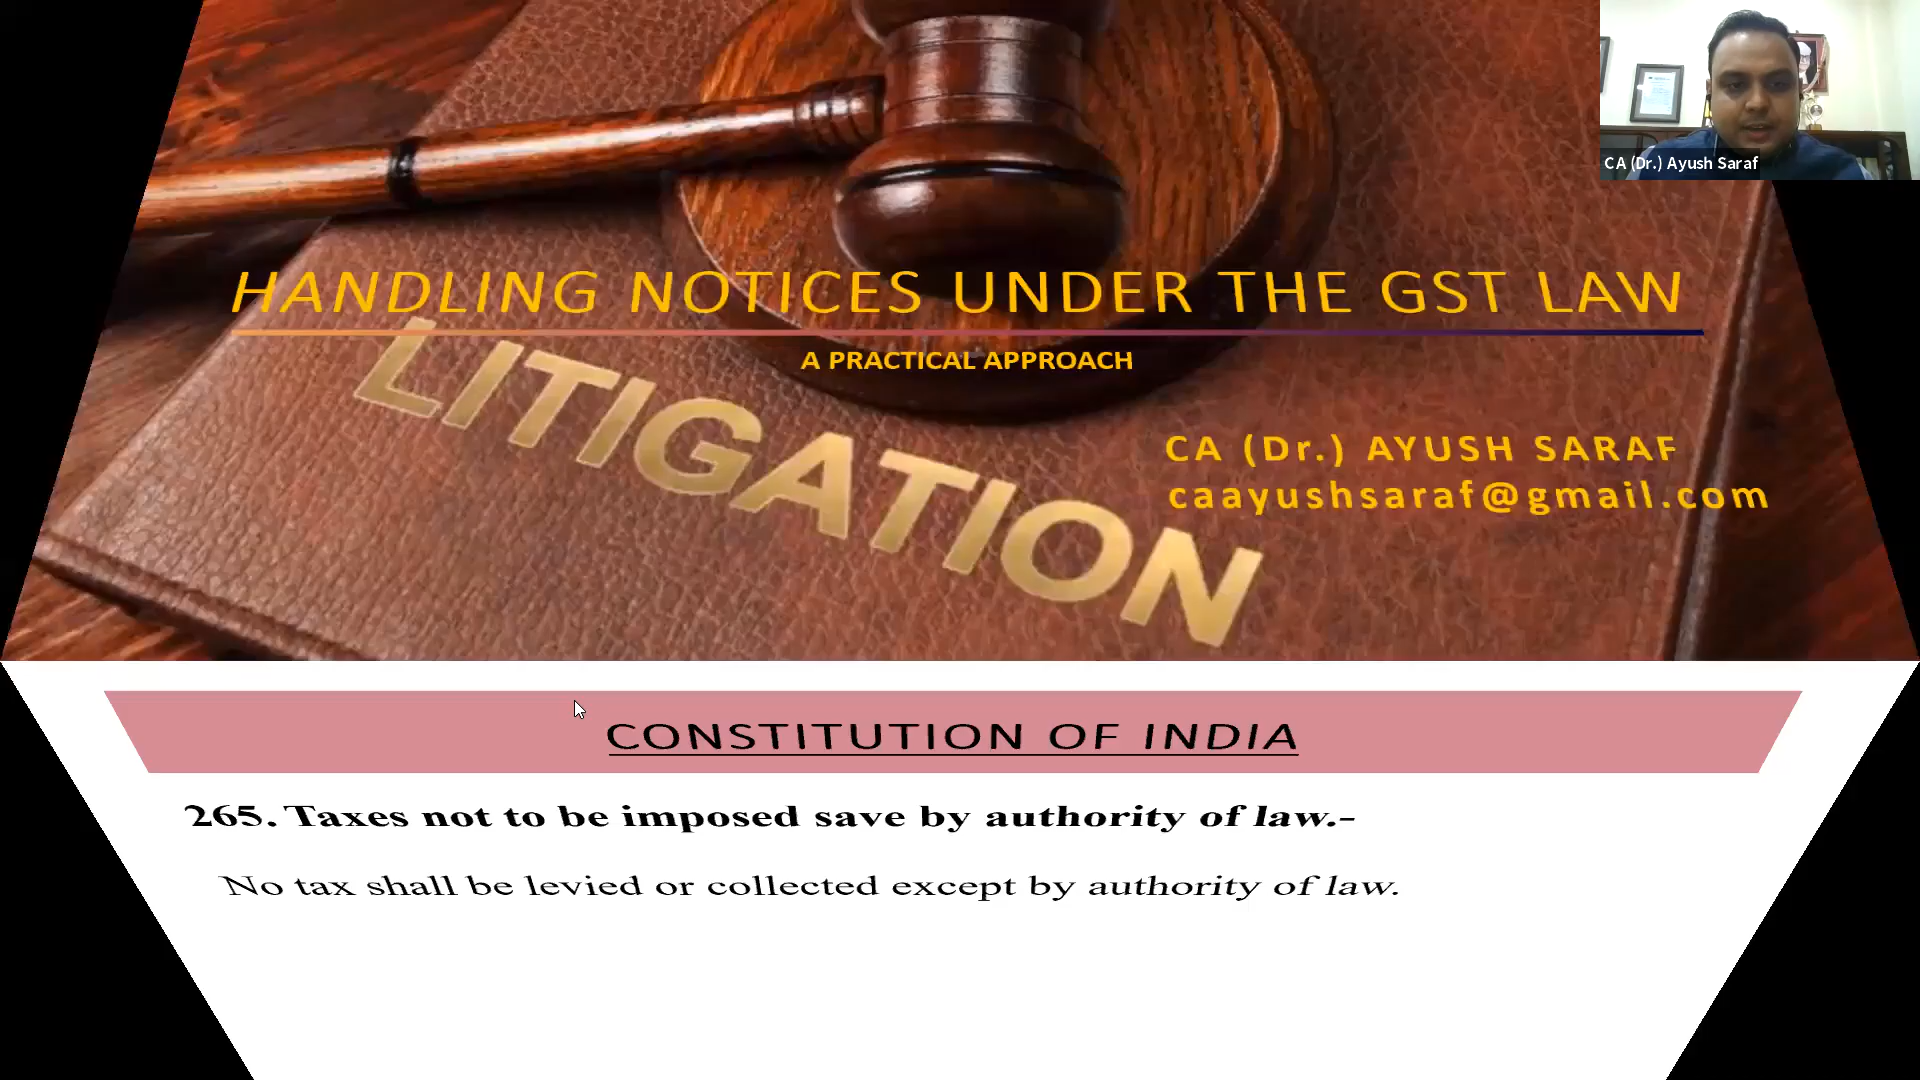 CA (Dr.) Ayush Saraf
HANDLING NOTICES UNDER THE GST LAW
A PRACTICAL APPROACH
LITIGATION
CA (Dr.) AYUSH SARAF
caayushsaraf@gmail.com
CONSTITUTION OF INDIA
265. Taxes not to be imposed save by authority of law.-
No tax shall be levied or collected except by authority of law.